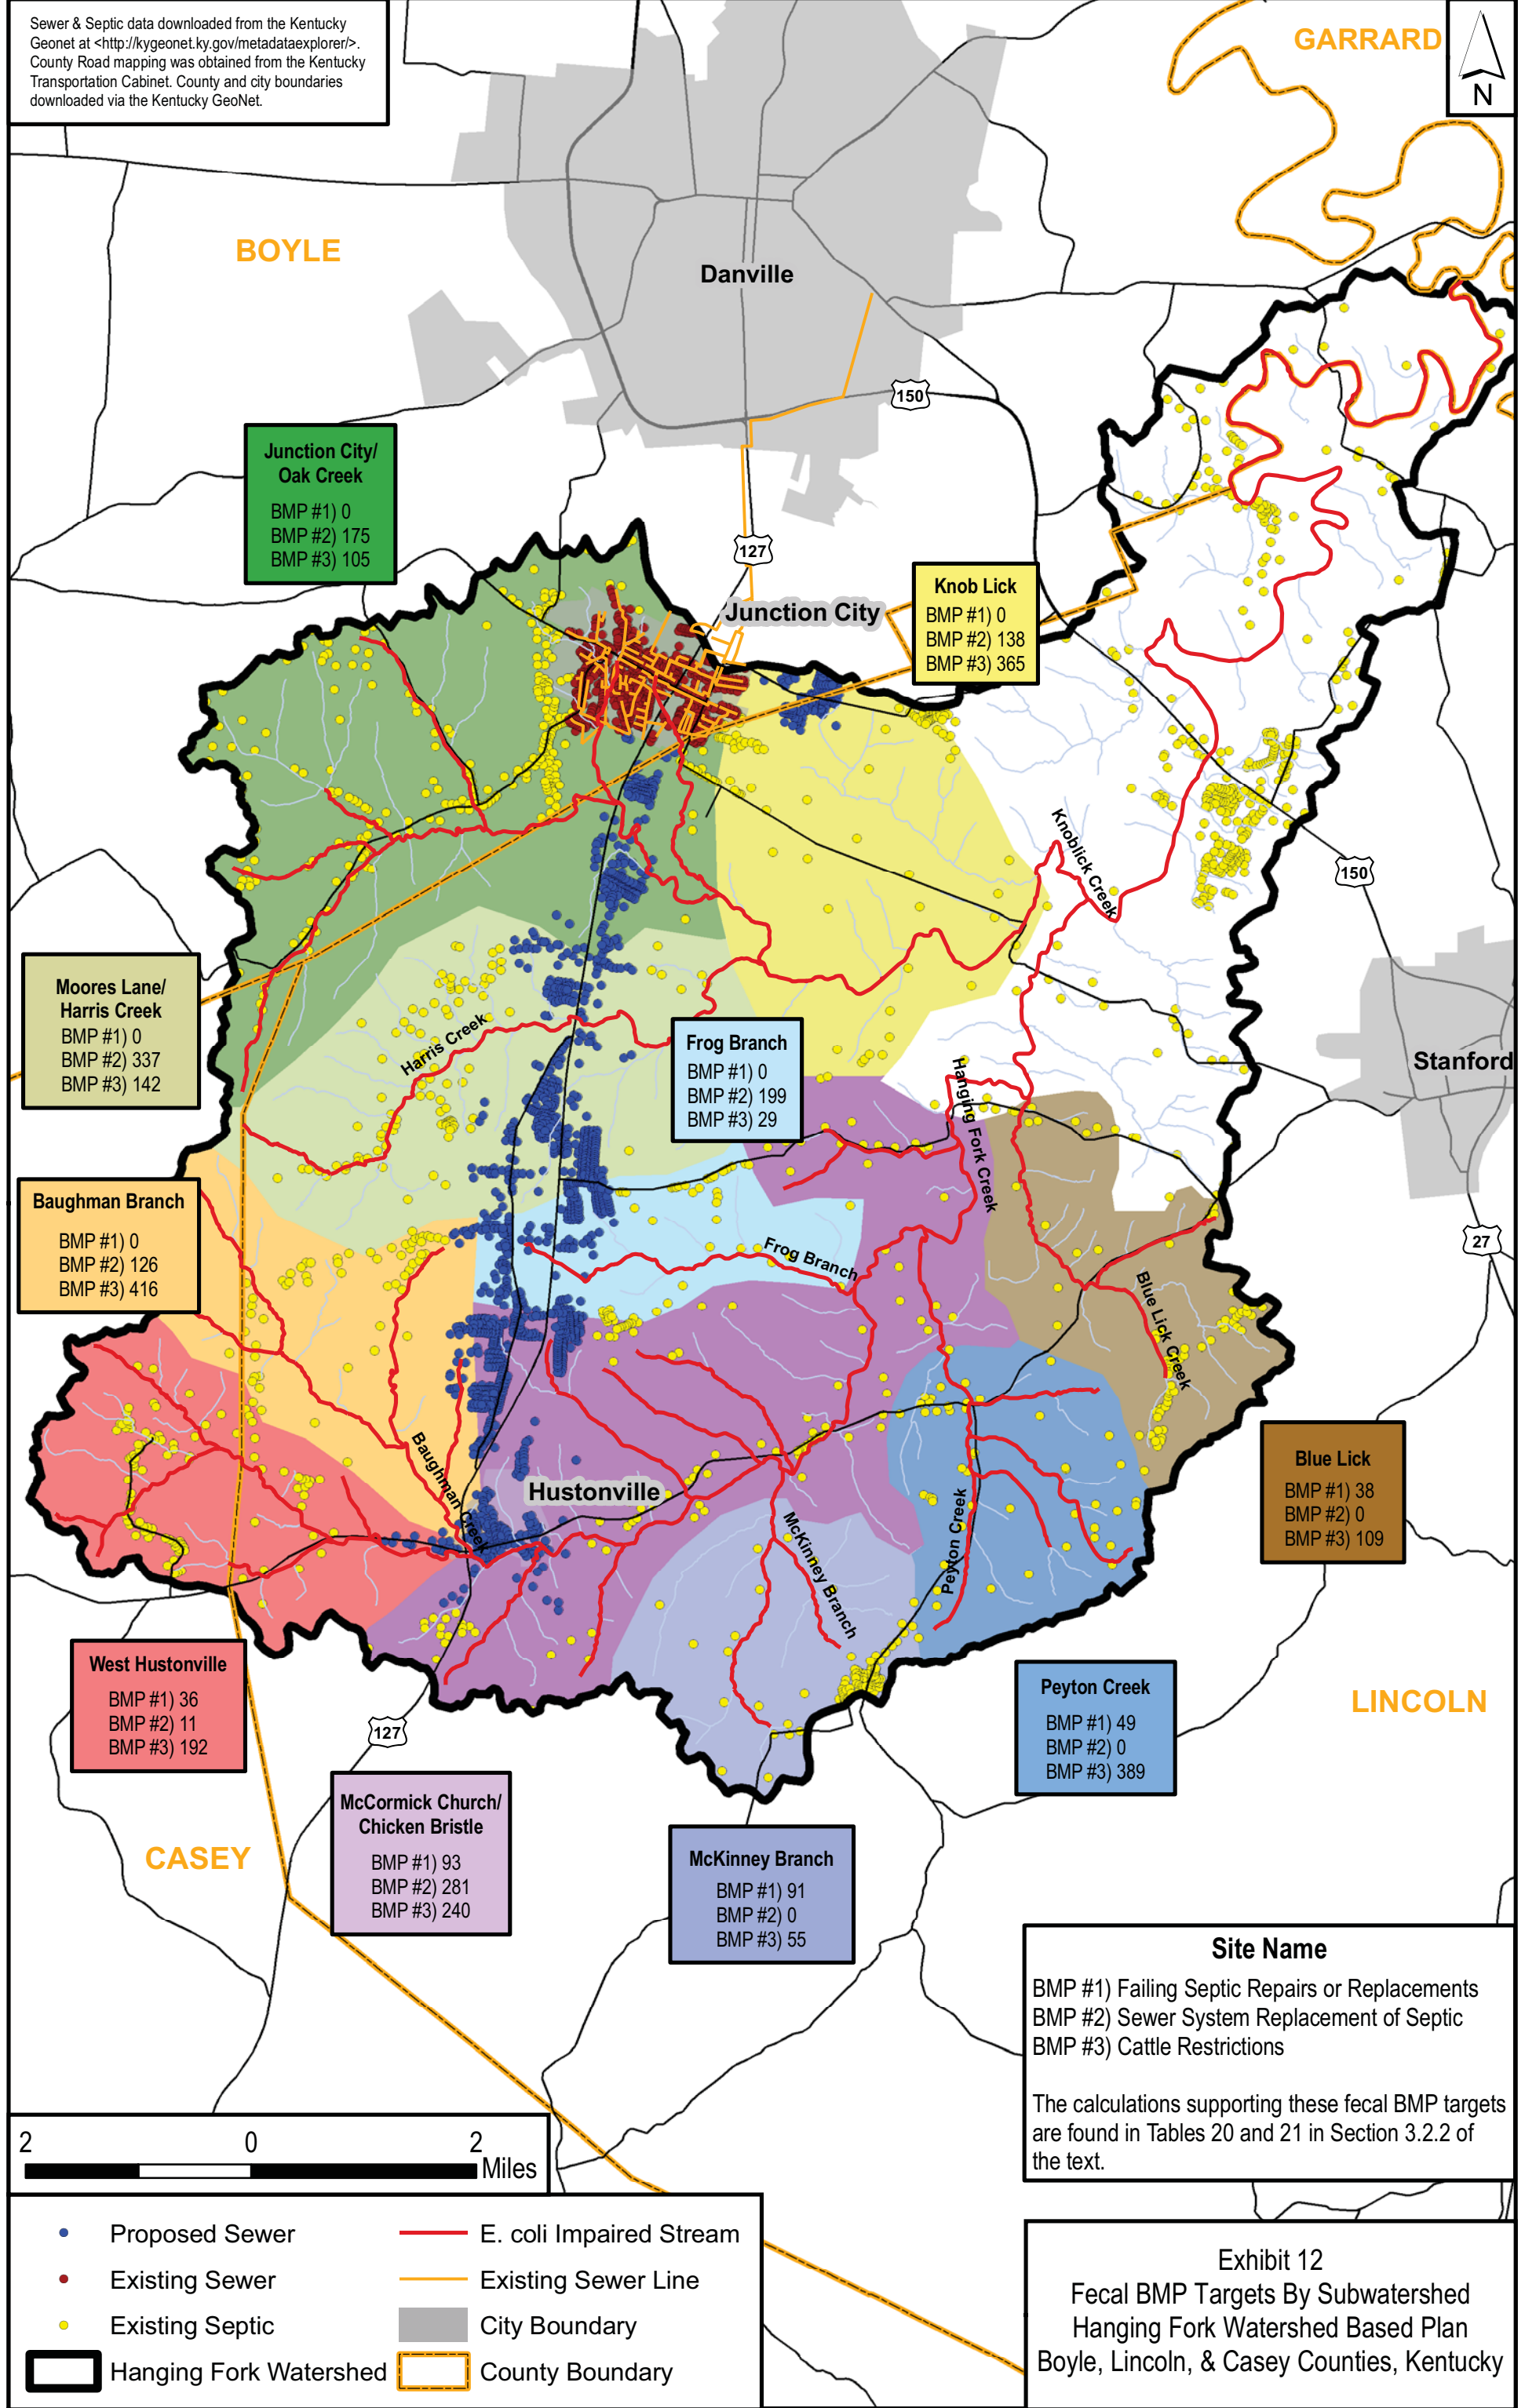 Sewer & Septic data downloaded from the Kentucky
Geonet at <http://kygeonet.ky.gov/metadataexplorer/>.
County Road mapping was obtained from the Kentucky
Transportation Cabinet. County and city boundaries
downloaded via the Kentucky GeoNet.
GARRARD
N
BOYLE
Danville
150
Junction City/
Oak Creek
BMP #1) 0
BMP #2) 175
BMP #3) 105
127
Junction City
Knob Lick
BMP #1) 0
BMP #2) 138
BMP #3) 365
Knoblick Creek
150
Moores Lane/
Harris Creek
BMP #1) 0
BMP #2) 337
BMP #3) 142
Harris Creek
Frog Branch
BMP #1) 0
BMP #2) 199
BMP #3) 29
Stanford
Hanging Fork Creek
Baughman Branch
BMP #1) 0
BMP #2) 126
BMP #3) 416
Frog Branch
27
Blue Lick Creek
Baughman Creek
Hustonville
Blue Lick
BMP #1) 38
BMP #2) 0
BMP #3) 109
McKinney Branch
Peyton Creek
West Hustonville
BMP #1) 36
BMP #2) 11
BMP #3) 192
127
Peyton Creek
BMP #1) 49
BMP #2) 0
BMP #3) 389
LINCOLN
McCormick Church/
Chicken Bristle
BMP #1) 93
BMP #2) 281
BMP #3) 240
CASEY
McKinney Branch
BMP #1) 91
BMP #2) 0
BMP #3) 55
Site Name
BMP #1) Failing Septic Repairs or Replacements
BMP #2) Sewer System Replacement of Septic
BMP #3) Cattle Restrictions
The calculations supporting these fecal BMP targets
are found in Tables 20 and 21 in Section 3.2.2 of
the text.
2 0 2
Miles
Proposed Sewer
Existing Sewer
Existing Septic
Hanging Fork Watershed
E. coli Impaired Stream
Existing Sewer Line
City Boundary
County Boundary
Exhibit 12
Fecal BMP Targets By Subwatershed
Hanging Fork Watershed Based Plan
Boyle, Lincoln, & Casey Counties, Kentucky